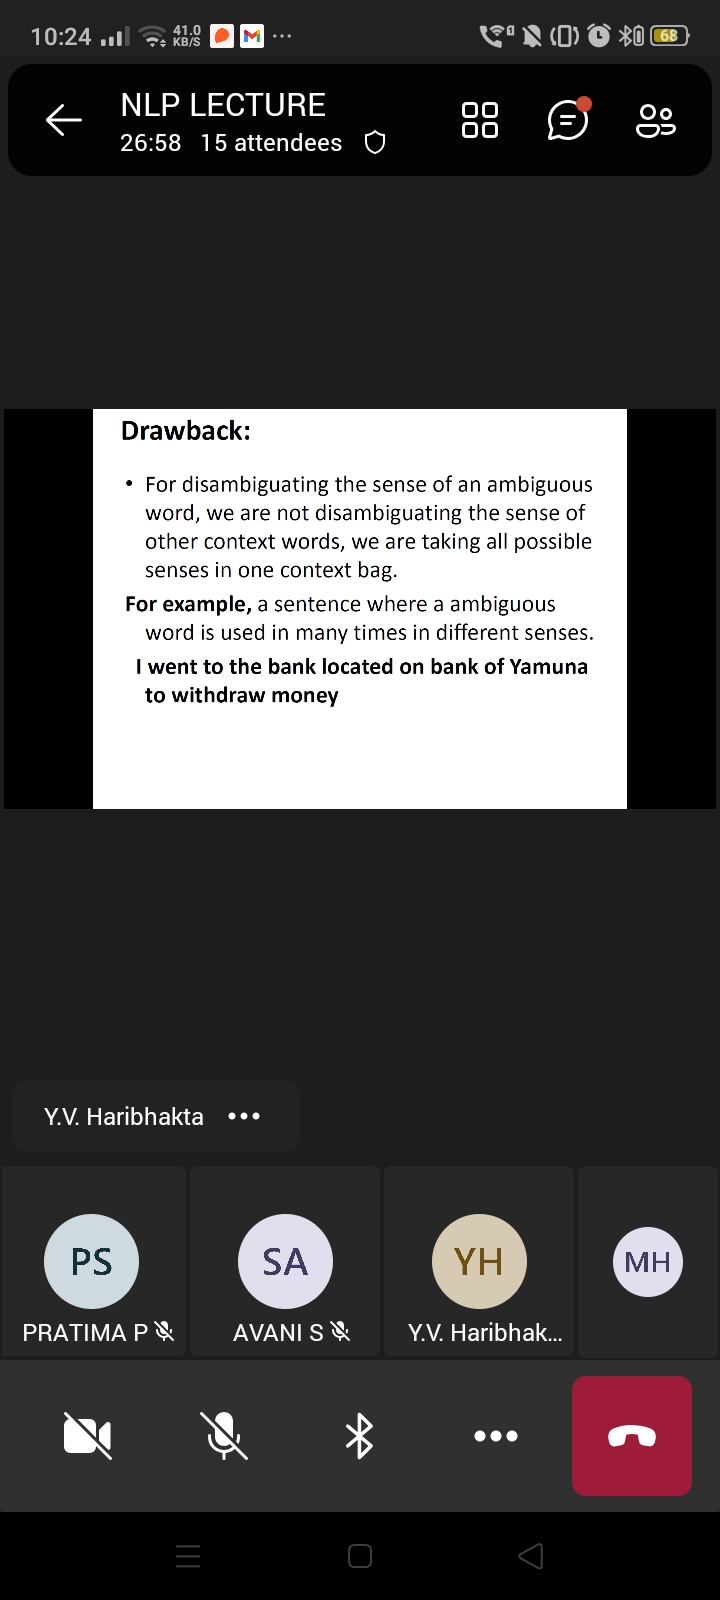 10:24 41.0 KB/S ... 68
NLP LECTURE
26:58 15 attendees
Drawback:
• For disambiguating the sense of an ambiguous
word, we are not disambiguating the sense of
other context words, we are taking all possible
senses in one context bag.
For example, a sentence where a ambiguous
word is used in many times in different senses.
I went to the bank located on bank of Yamuna
to withdraw money
Y.V. Haribhakta •••
PS SA YH MH
PRATIMA P AVANI S Y.V. Haribhak...